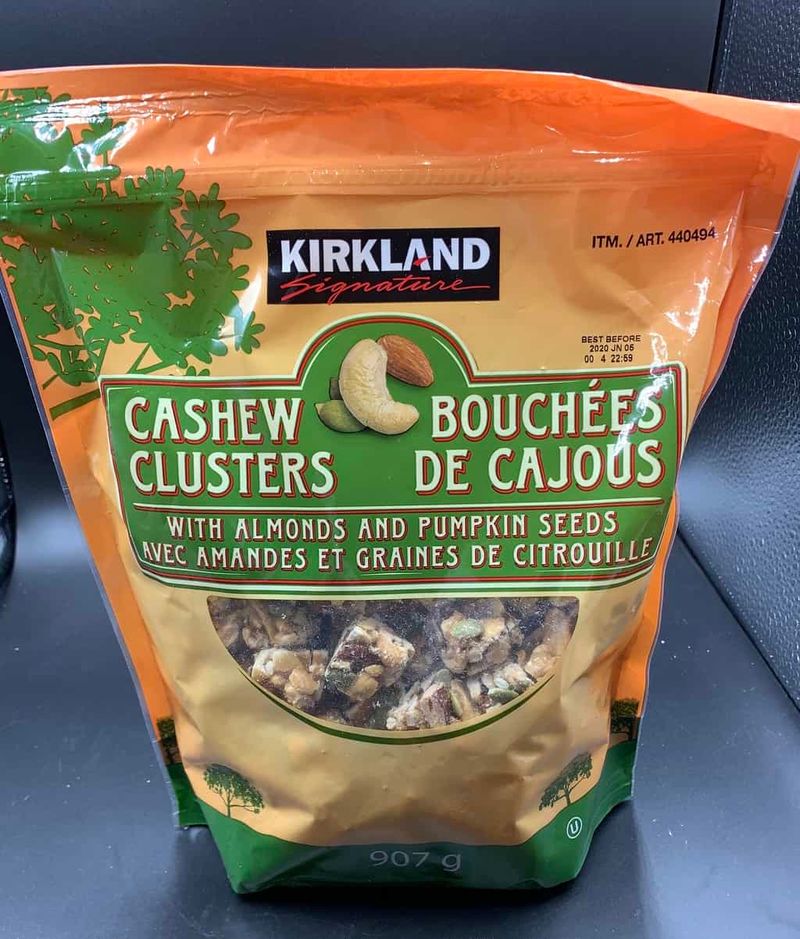 KIRKLAND
Signature
ITM. / ART. 440494
BEST BEFORE
2020 JN 05
00 4 22:59
CASHEW
CLUSTERS
BOUCHÉES
DE CAJOUS
WITH ALMONDS AND PUMPKIN SEEDS
AVEC AMANDES ET GRAINES DE CITROUILLE
U
907 g